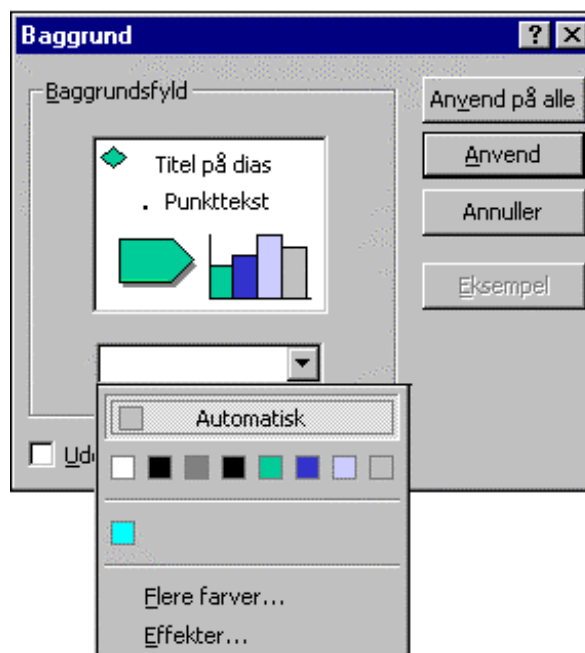 Baggrund
Baggrundsfyld
Titel på dias
. Punkttekst
Anvend på alle
Anvend
Annuller
Eksempel
Automatisk
Flere farver...
Effekter...